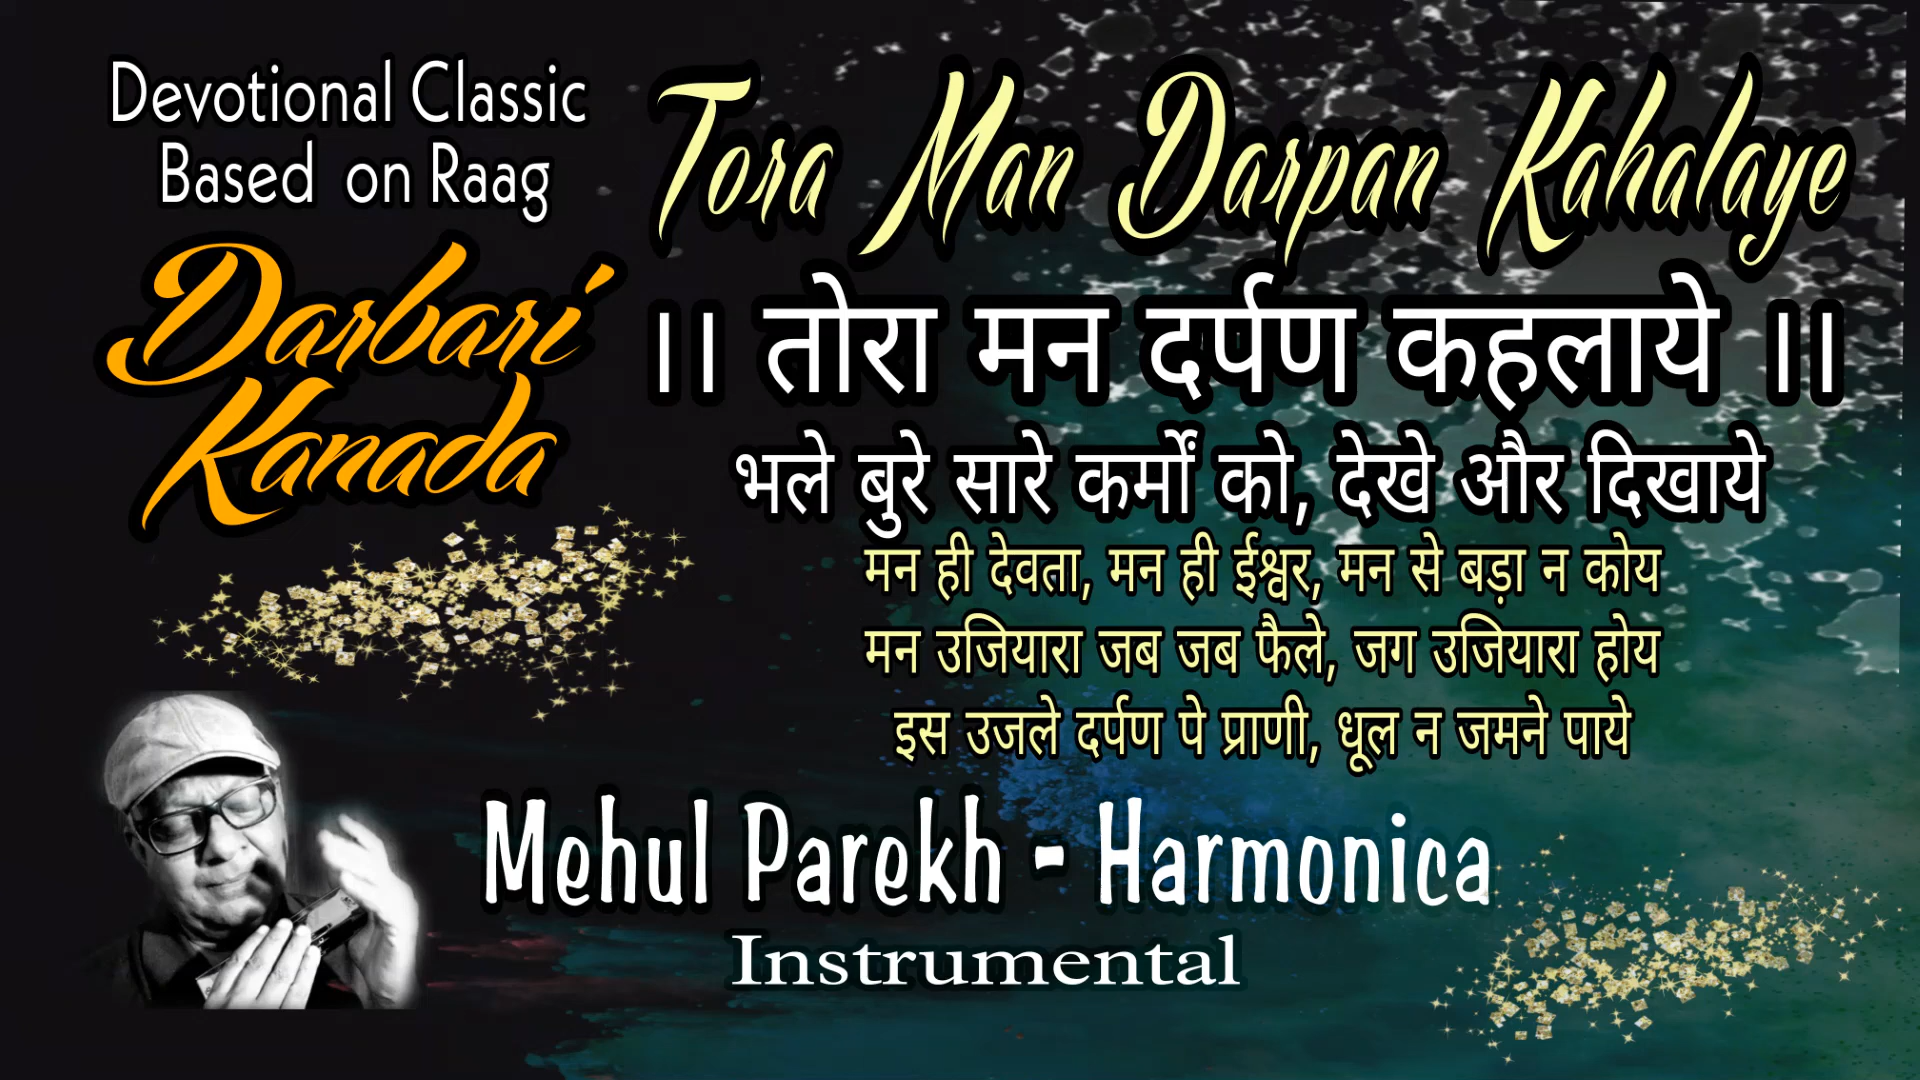 Devotional Classic
Based on Raag
Darbari
Kanada
Tora Man Darpan Kahalaye
।। तोरा मन दर्पण कहलाये ।।
भले बुरे सारे कर्मों को, देखे और दिखाये
मन ही देवता, मन ही ईश्वर, मन से बड़ा न कोय
मन उजियारा जब जब फैले, जग उजियारा होय
इस उजले दर्पण पे प्राणी, धूल न जमने पाये
Mehul Parekh - Harmonica
Instrumental